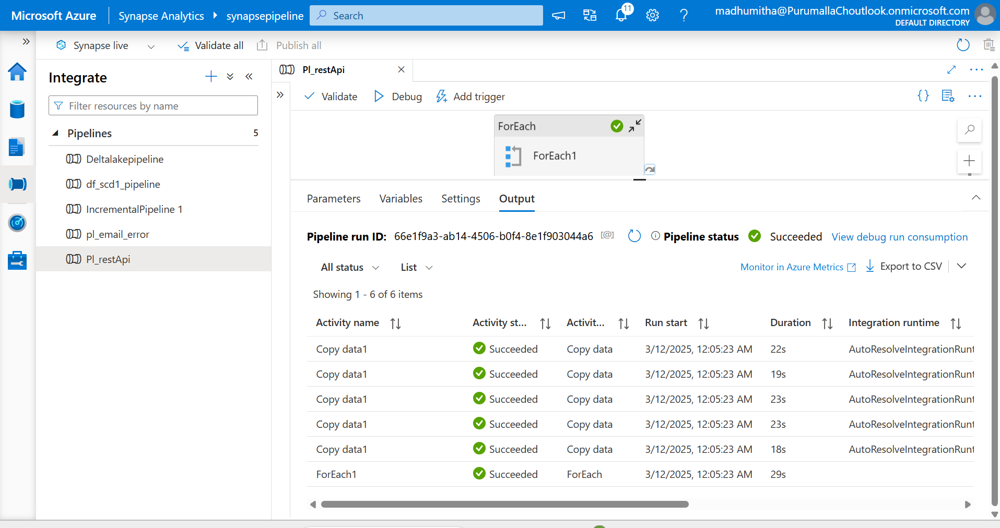 Microsoft Azure
Synapse Analytics
synapsepipeline
Search
11
madhumitha@PurumallaChoutlook.onmicrosoft.com
DEFAULT DIRECTORY
Synapse live
Validate all
Publish all
Integrate
Filter resources by name
Pipelines 5
Deltalakepipeline
df_scd1_pipeline
IncrementalPipeline 1
pl_email_error
Pl_restApi
Pl_restApi
Validate
Debug
Add trigger
{}
ForEach
ForEach1
Parameters Variables Settings Output
Pipeline run ID: 66e1f9a3-ab14-4506-b0f4-8e1f903044a6 [@] Pipeline status Succeeded View debug run consumption
All status List Monitor in Azure Metrics Export to CSV
Showing 1 - 6 of 6 items
Activity name Activity st... Activit... Run start Duration Integration runtime
Copy data1 Succeeded Copy data 3/12/2025, 12:05:23 AM 22s AutoResolveIntegrationRunt
Copy data1 Succeeded Copy data 3/12/2025, 12:05:23 AM 19s AutoResolveIntegrationRunt
Copy data1 Succeeded Copy data 3/12/2025, 12:05:23 AM 23s AutoResolveIntegrationRunt
Copy data1 Succeeded Copy data 3/12/2025, 12:05:23 AM 23s AutoResolveIntegrationRunt
Copy data1 Succeeded Copy data 3/12/2025, 12:05:23 AM 18s AutoResolveIntegrationRunt
ForEach1 Succeeded ForEach 3/12/2025, 12:05:23 AM 29s